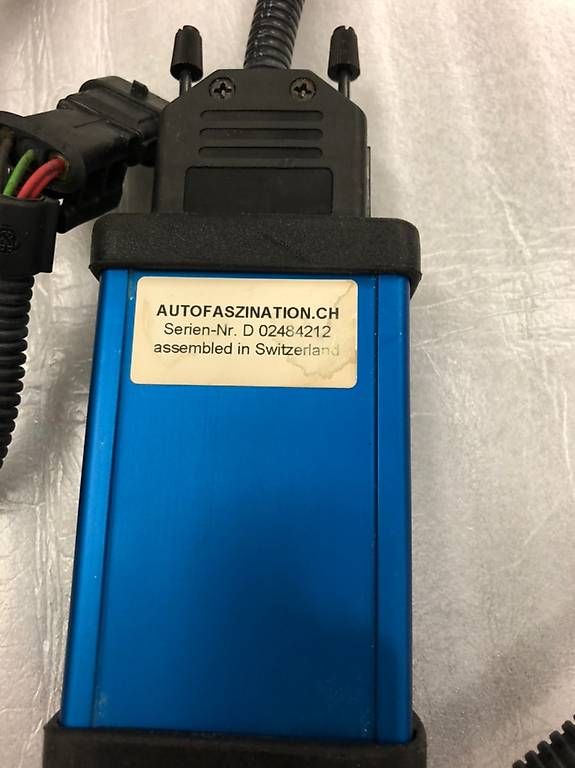 AUTOFASZINATION.CH
Serien-Nr. D 02484212
assembled in Switzerland